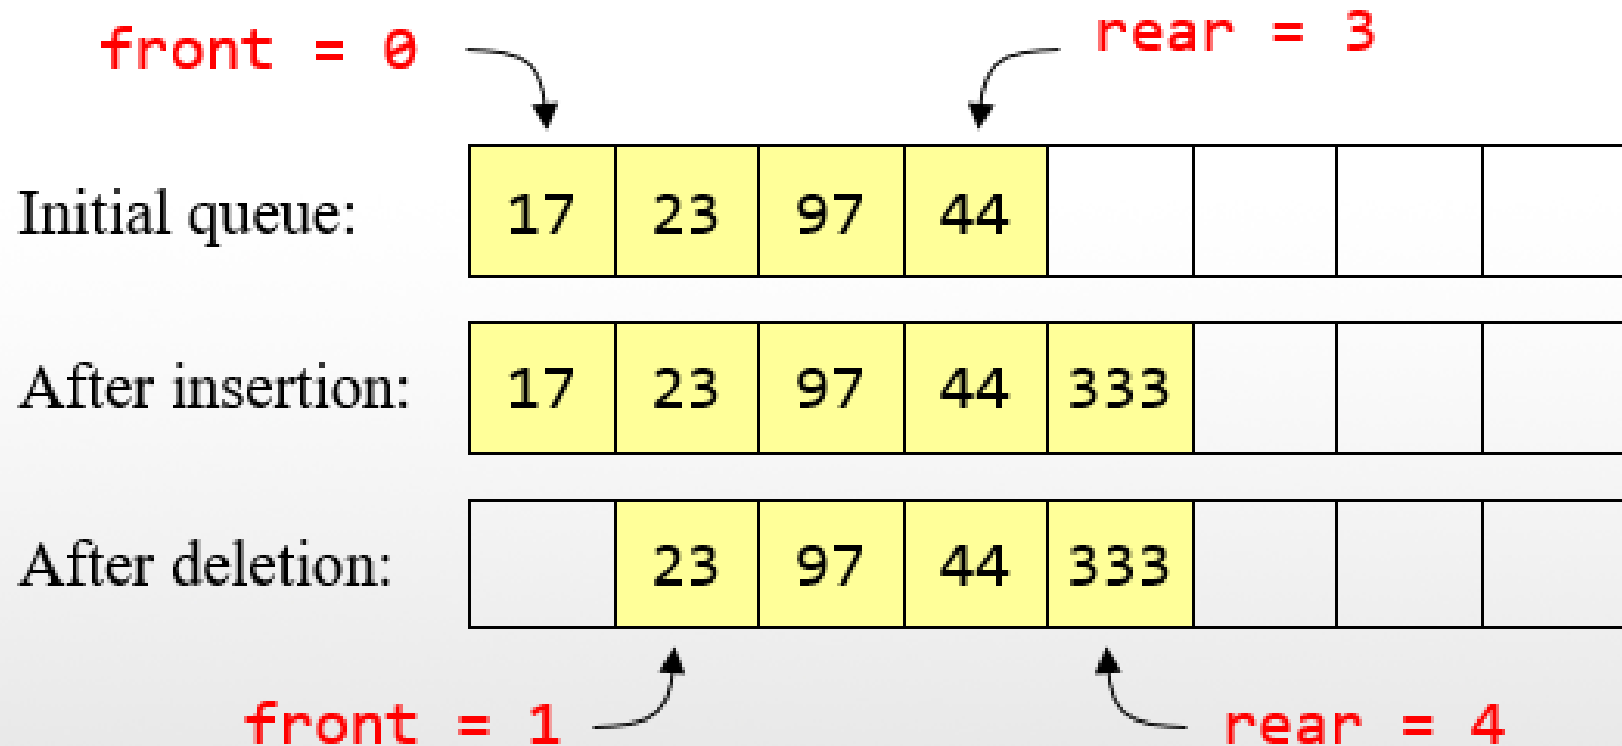 front = 0
rear = 3
Initial queue: 17 23 97 44
After insertion: 17 23 97 44 333
After deletion: 23 97 44 333
front = 1
rear = 4